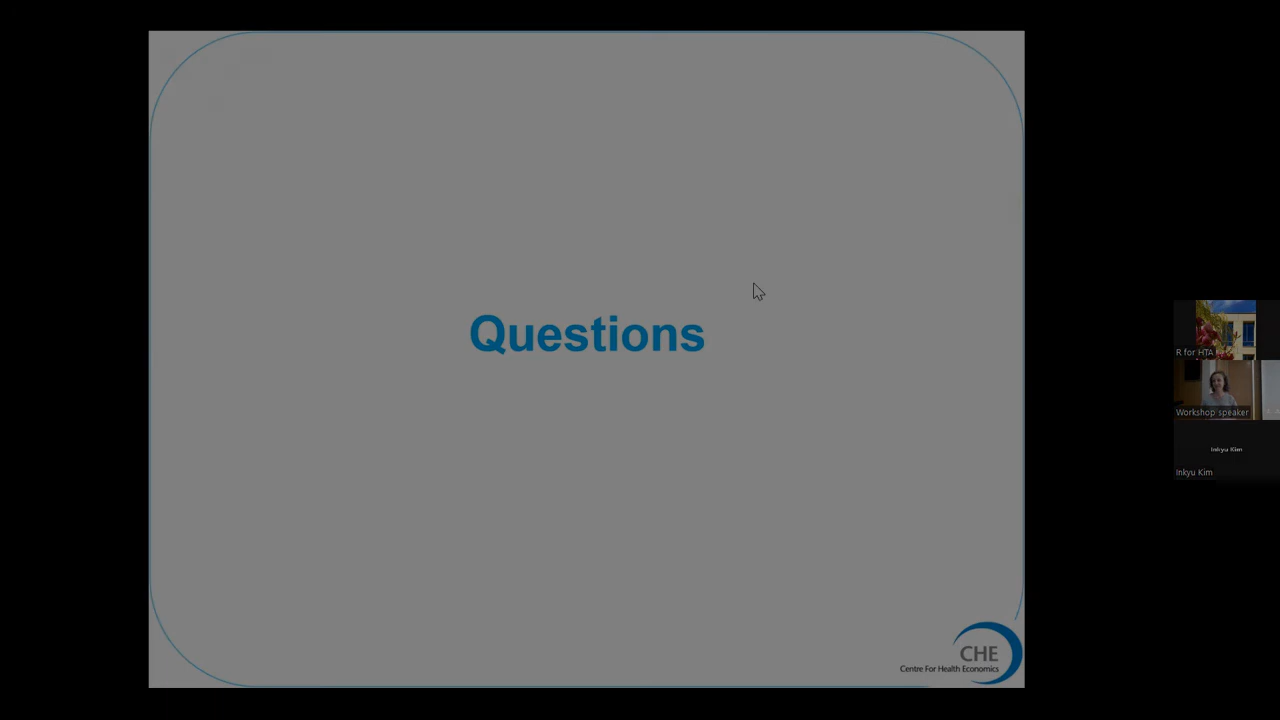 Questions
R for HTA
Workshop speaker
Inkyu Kim
Inkyu Kim
CHE
Centre For Health Economics